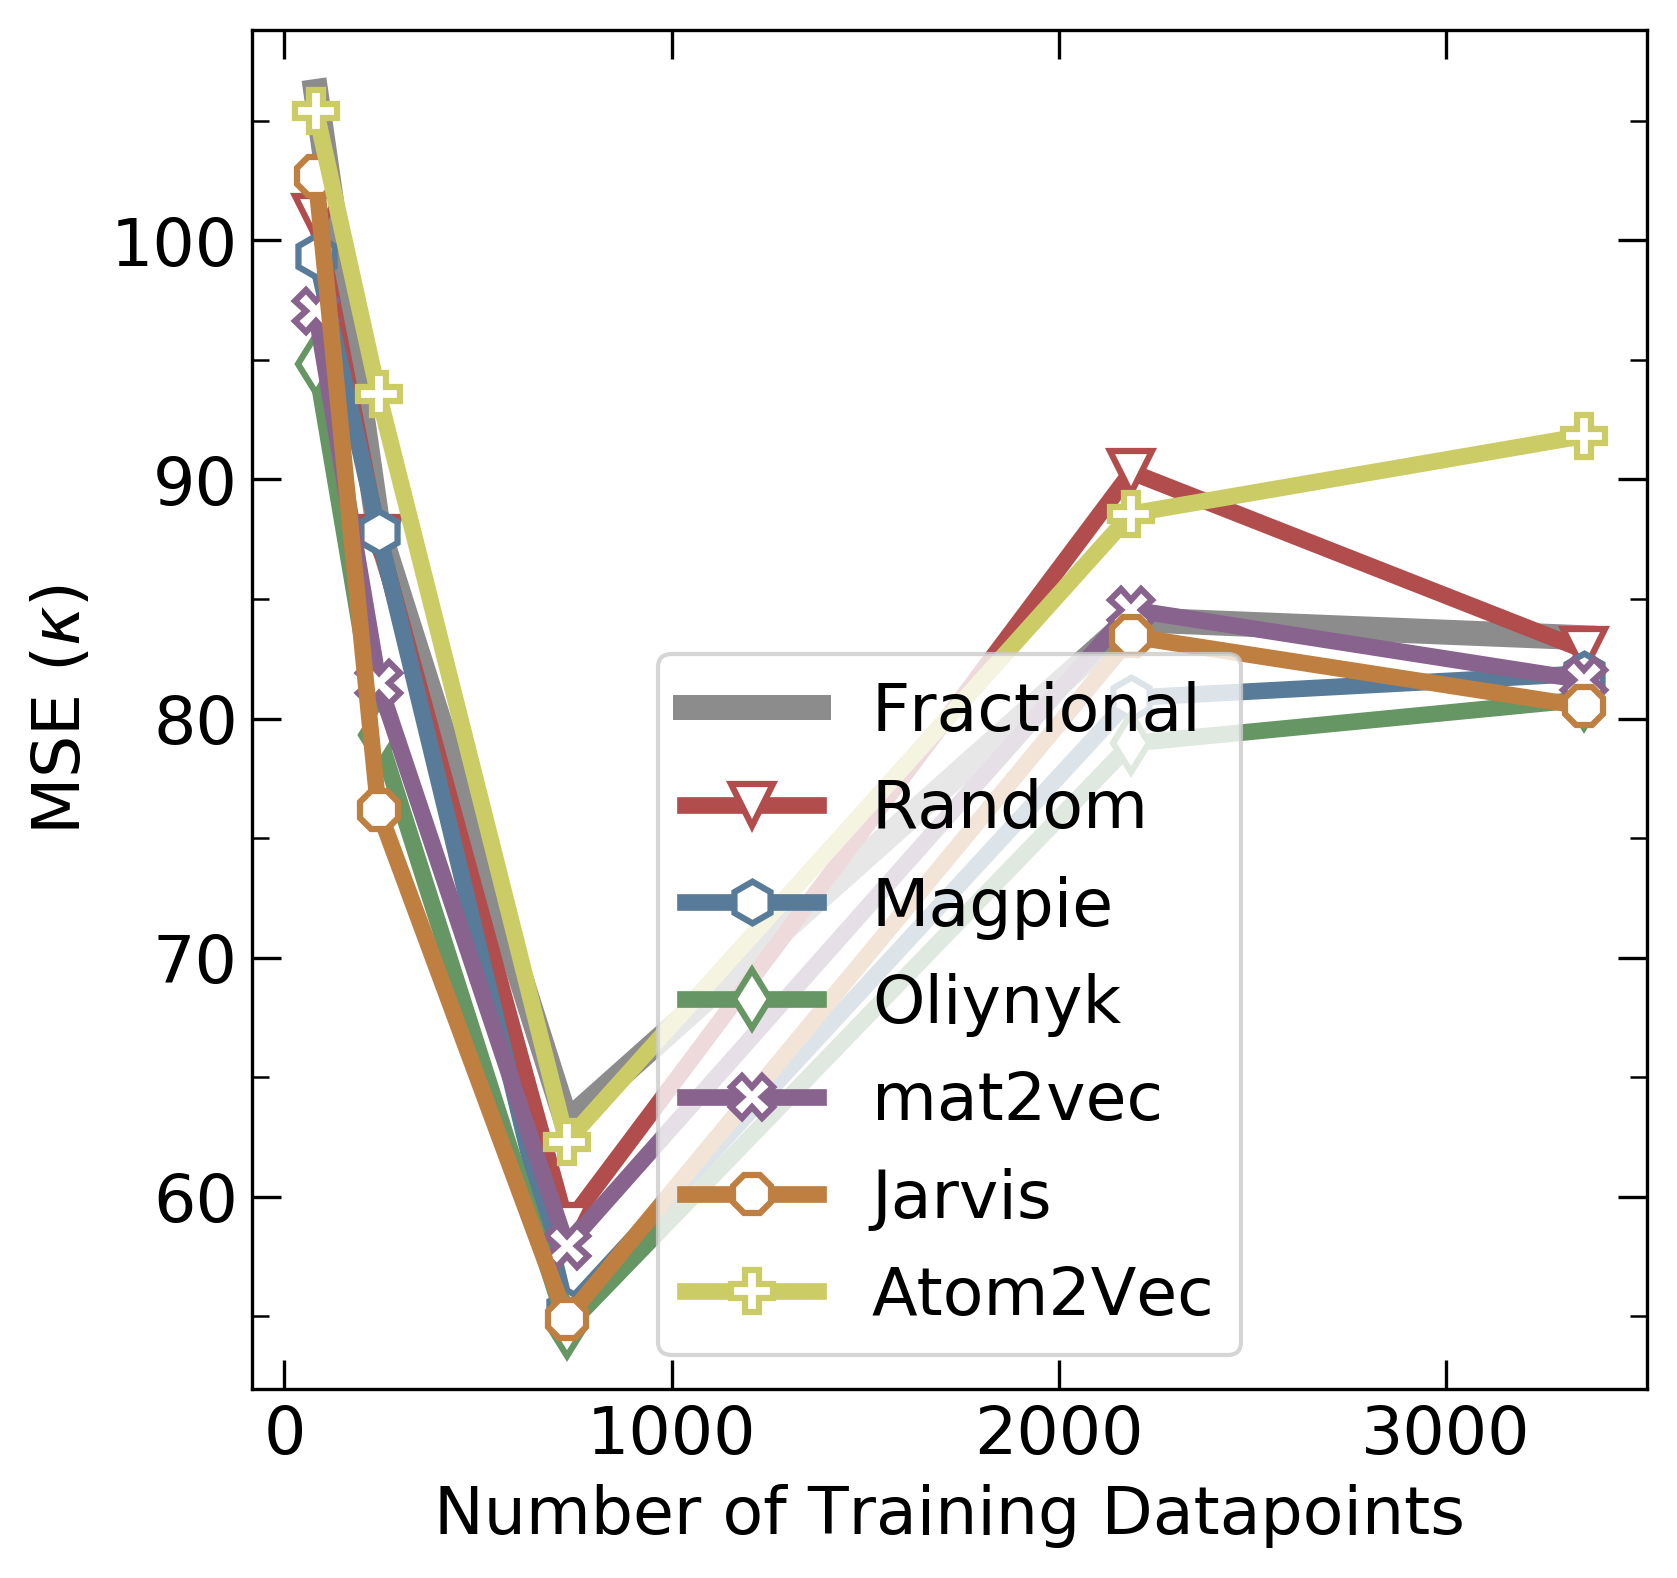 MSE (κ)
100
90
80
70
60
Fractional
Random
Magpie
Oliynyk
mat2vec
Jarvis
Atom2Vec
0 1000 2000 3000
Number of Training Datapoints